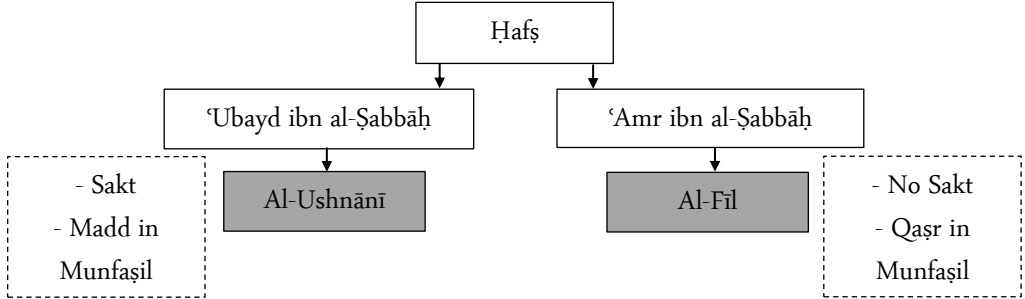 Ḥafṣ
ʿUbayd ibn al-Ṣabbāḥ
ʿAmr ibn al-Ṣabbāḥ
- Sakt
- Madd in
Munfaṣil
Al-Ushnānī
Al-Fīl
- No Sakt
- Qaṣr in
Munfaṣil